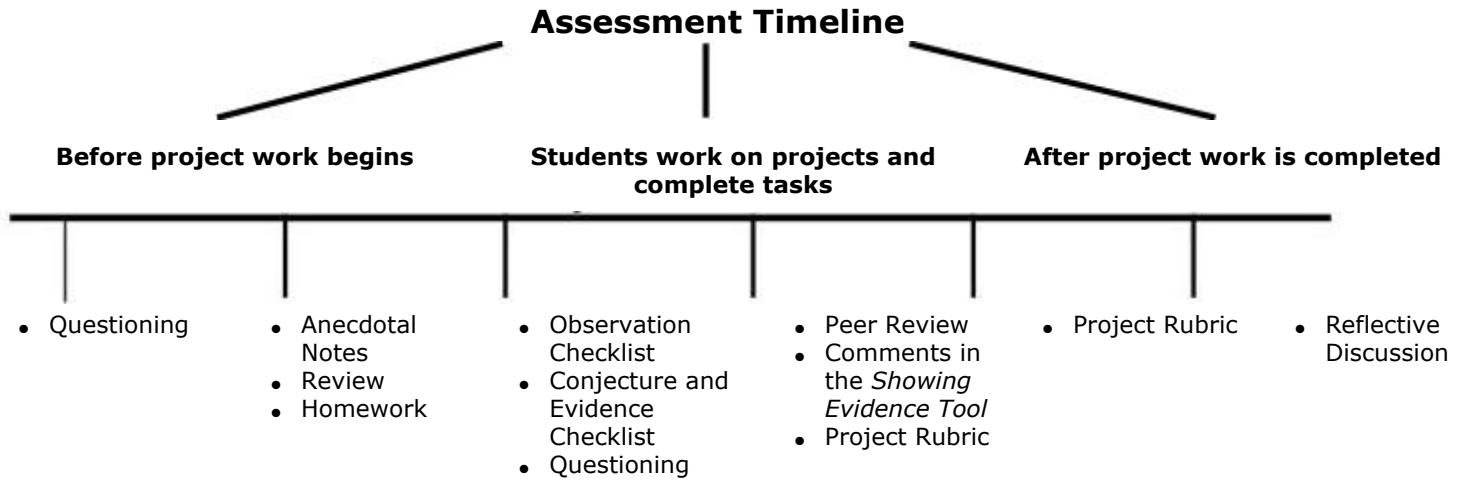 Assessment Timeline
Before project work begins
Students work on projects and
complete tasks
After project work is completed
• Questioning
• Anecdotal
Notes
• Review
• Homework
• Observation
Checklist
• Conjecture and
Evidence
Checklist
• Questioning
• Peer Review
• Comments in
the Showing
Evidence Tool
• Project Rubric
• Project Rubric
• Reflective
Discussion